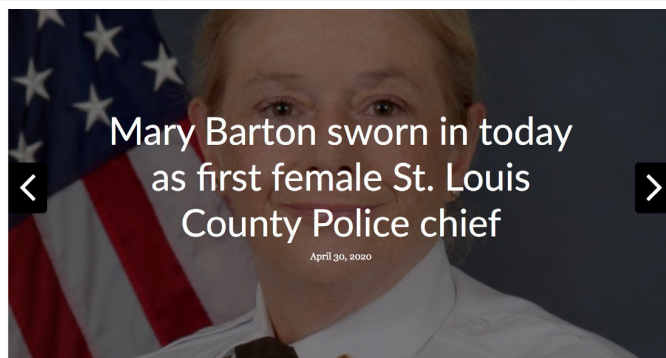 Mary Barton sworn in today
as first female St. Louis
County Police chief
April 30, 2020